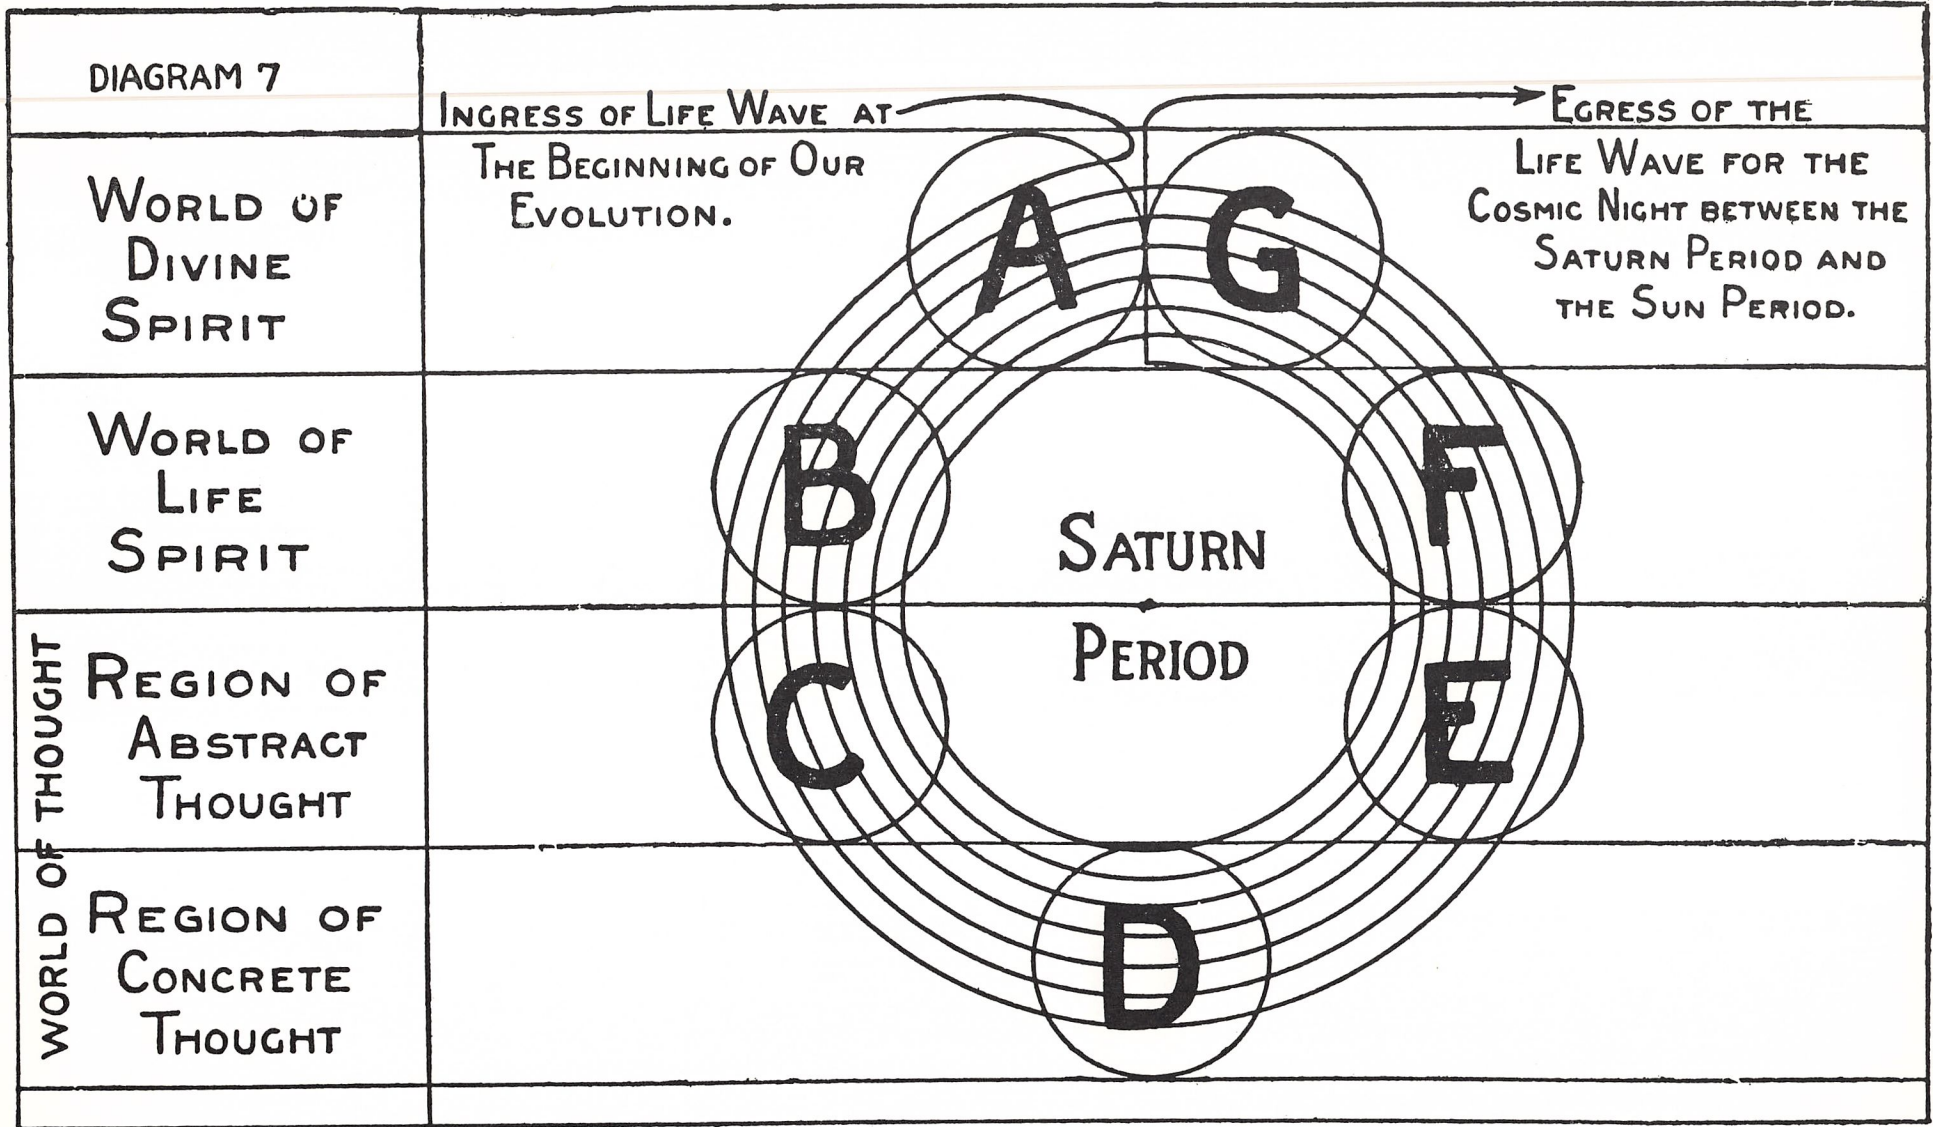 DIAGRAM 7
INGRESS OF LIFE WAVE AT
THE BEGINNING OF OUR
EVOLUTION.
EGRESS OF THE
LIFE WAVE FOR THE
COSMIC NIGHT BETWEEN THE
SATURN PERIOD AND
THE SUN PERIOD.
WORLD OF
DIVINE
SPIRIT
A
G
WORLD OF
LIFE
SPIRIT
B
F
SATURN
PERIOD
WORLD OF THOUGHT
REGION OF
ABSTRACT
THOUGHT
C
E
REGION OF
CONCRETE
THOUGHT
D